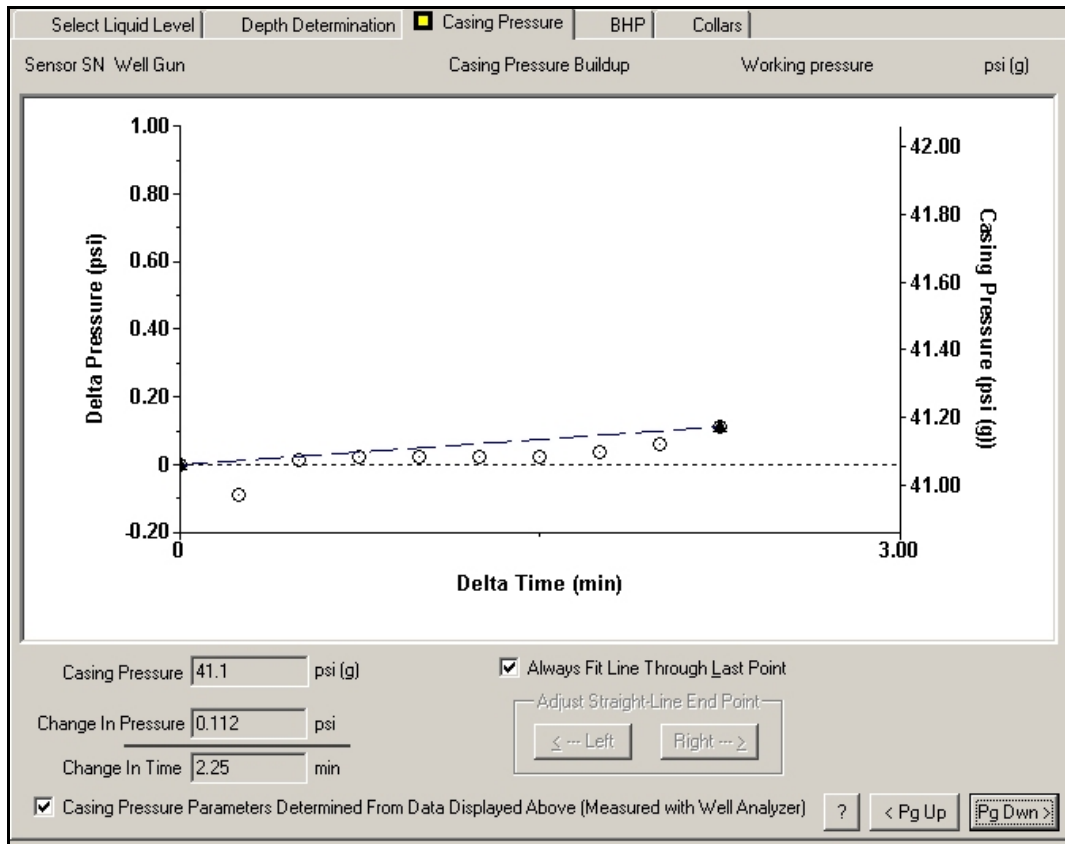 Select Liquid Level Depth Determination Casing Pressure BHP Collars
Sensor SN Well Gun Casing Pressure Buildup Working pressure psi (g)
1.00
0.80
0.60
0.40
0.20
0
-0.20
Delta Pressure (psi)
42.00
41.80
41.60
41.40
41.20
41.00
Casing Pressure (psi (g))
0 3.00
Delta Time (min)
Casing Pressure 41.1 psi (g)
Change In Pressure 0.112 psi
Change In Time 2.25 min
Always Fit Line Through Last Point
Adjust Straight-Line End Point
< --- Left Right --- >
Casing Pressure Parameters Determined From Data Displayed Above (Measured with Well Analyzer)
? < Pg Up Pg Dwn >